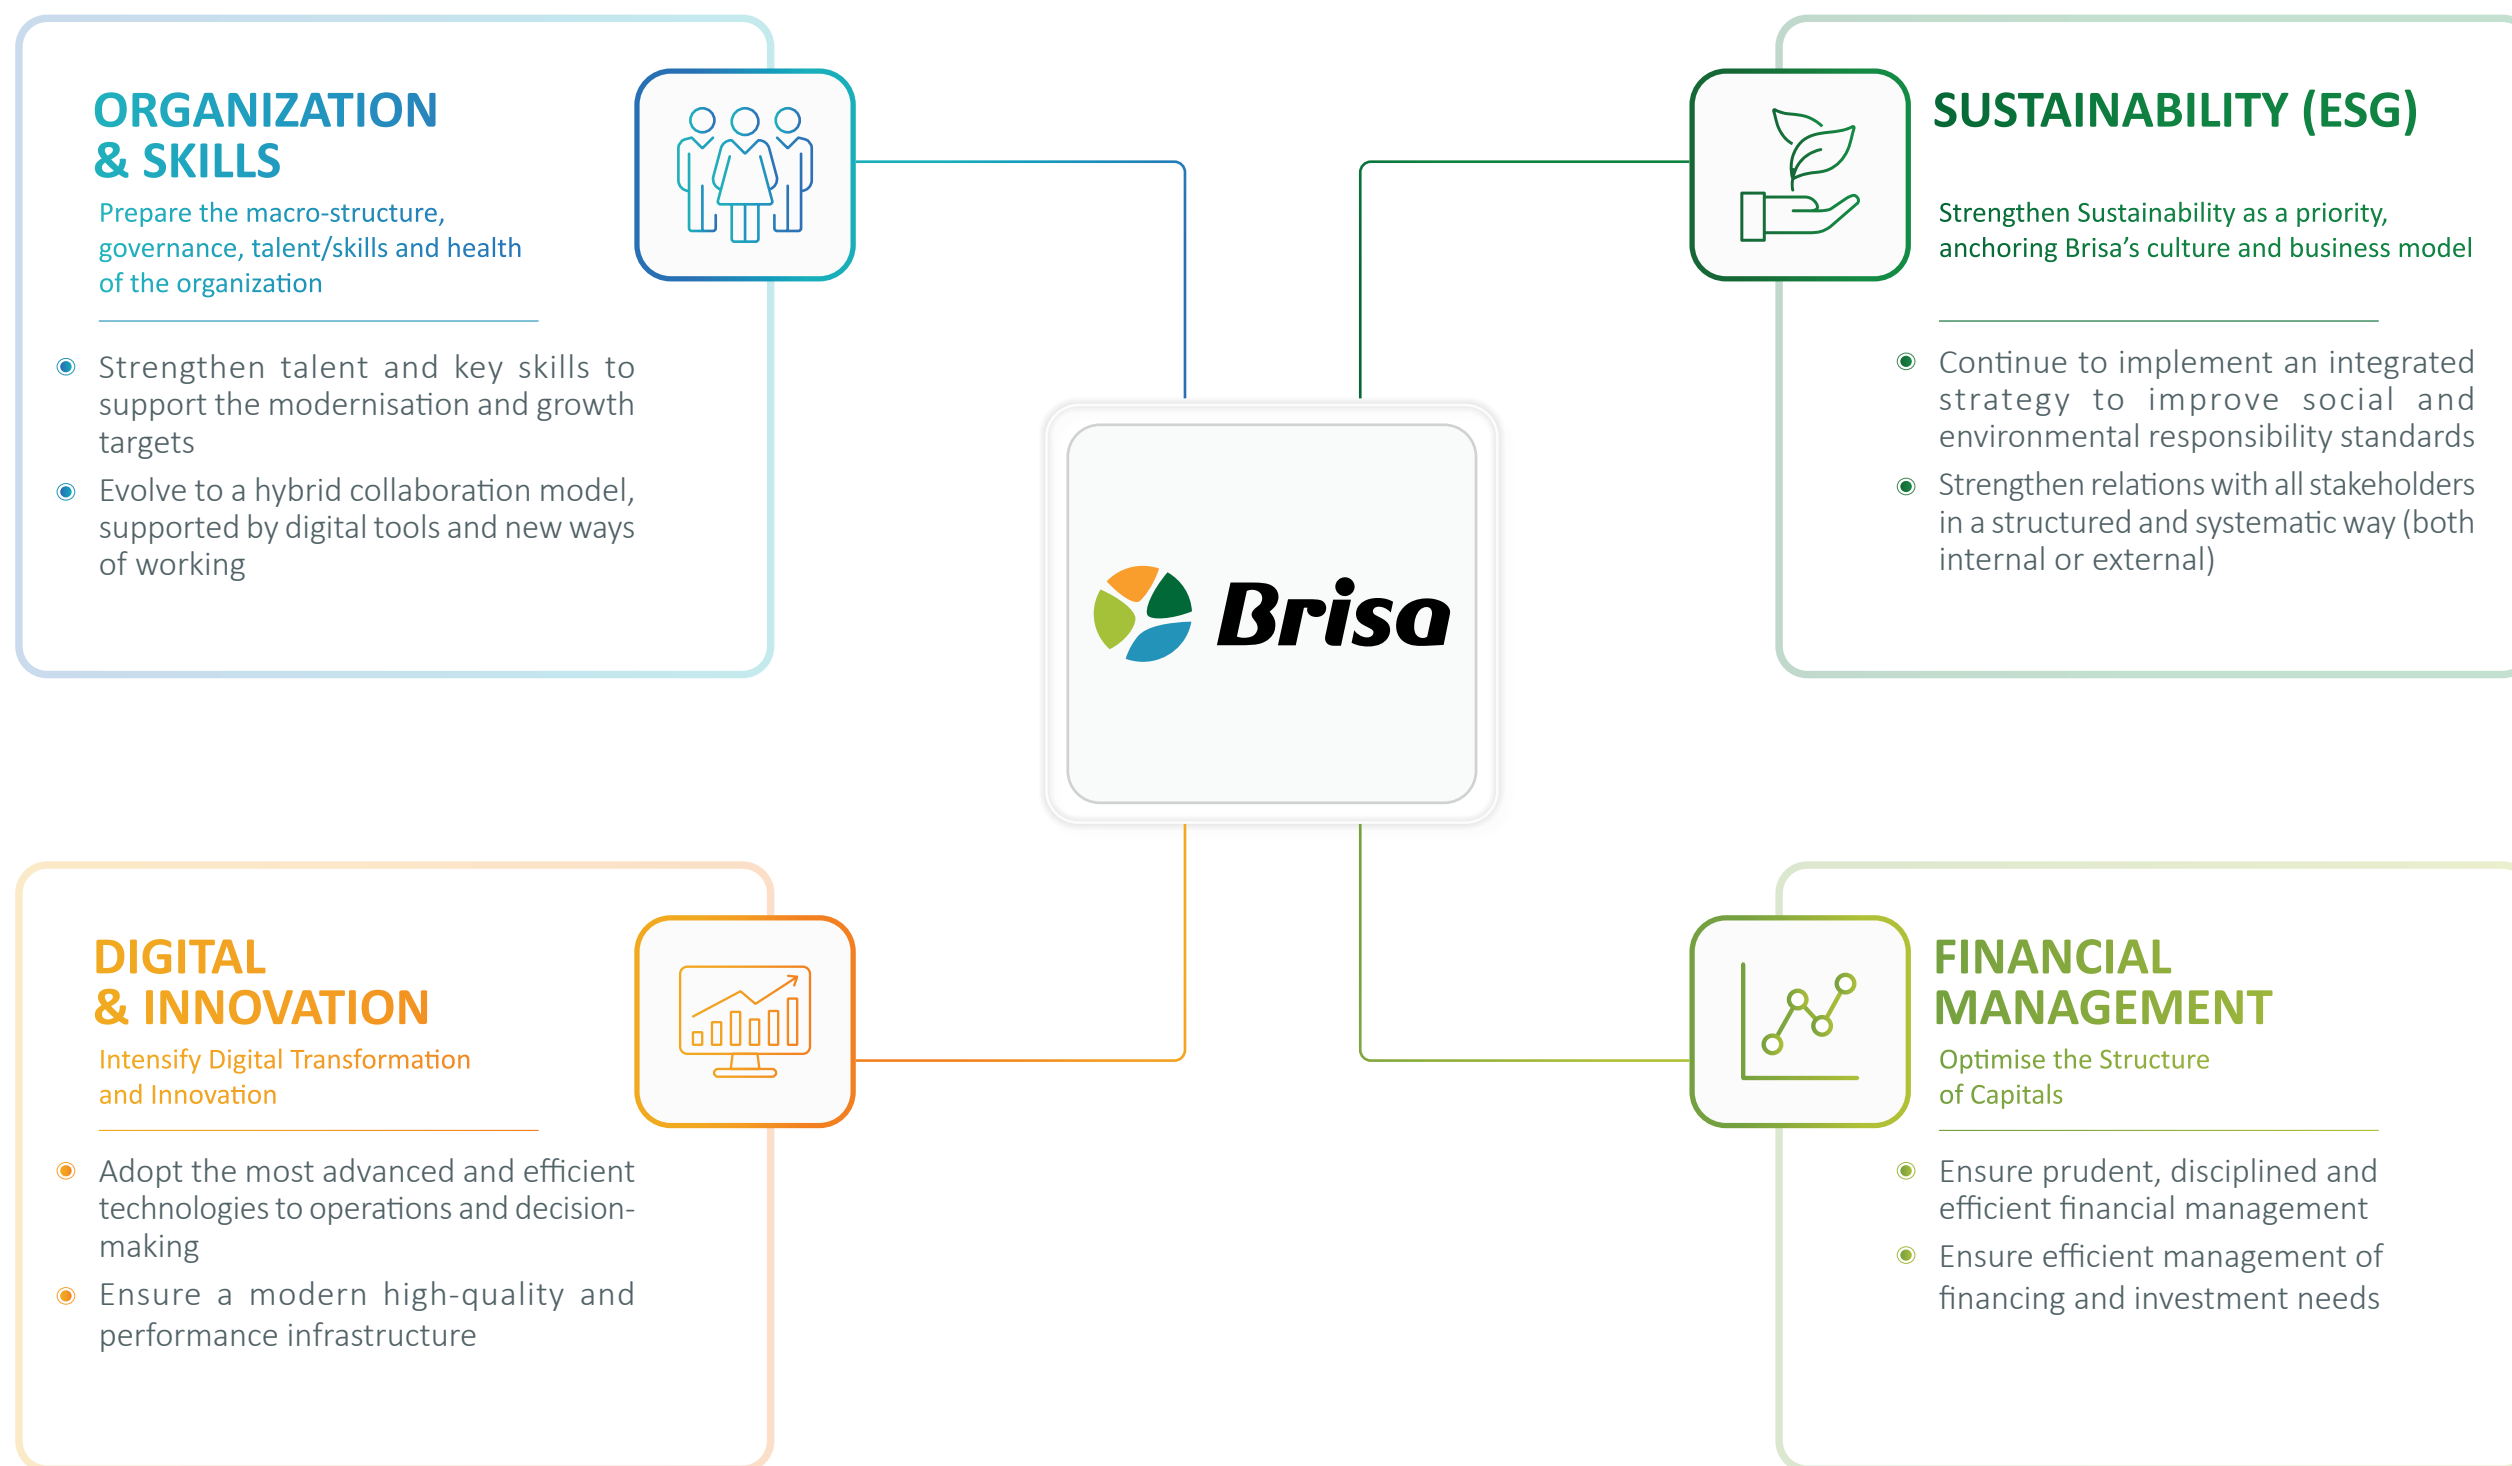 ORGANIZATION
& SKILLS
Prepare the macro-structure,
governance, talent/skills and health
of the organization
Strengthen talent and key skills to
support the modernisation and growth
targets
Evolve to a hybrid collaboration model,
supported by digital tools and new ways
of working
SUSTAINABILITY (ESG)
Strengthen Sustainability as a priority,
anchoring Brisa’s culture and business model
Continue to implement an integrated
strategy to improve social and
environmental responsibility standards
Strengthen relations with all stakeholders
in a structured and systematic way (both
internal or external)
Brisa
DIGITAL
& INNOVATION
Intensify Digital Transformation
and Innovation
Adopt the most advanced and efficient
technologies to operations and decision-
making
Ensure a modern high-quality and
performance infrastructure
FINANCIAL
MANAGEMENT
Optimise the Structure
of Capitals
Ensure prudent, disciplined and
efficient financial management
Ensure efficient management of
financing and investment needs